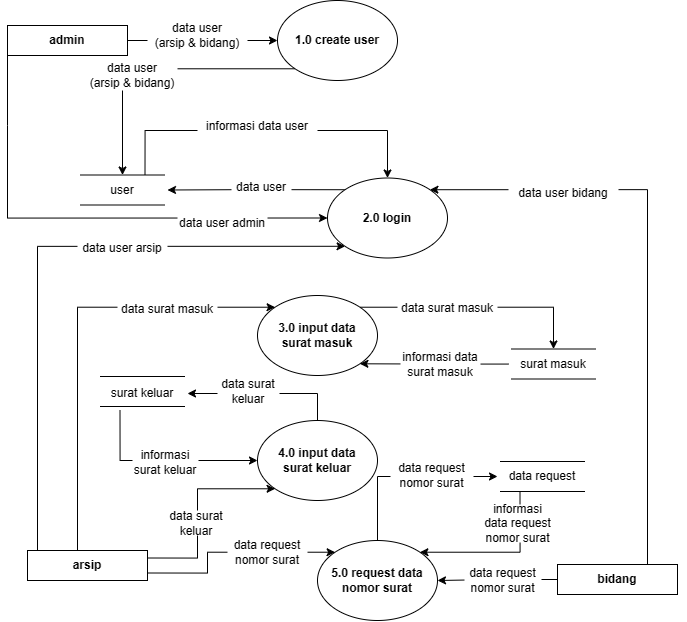 admin
data user
(arsip & bidang)
1.0 create user
data user
(arsip & bidang)
informasi data user
user
data user
data user bidang
2.0 login
data user admin
data user arsip
data surat masuk
3.0 input data
surat masuk
data surat masuk
informasi data
surat masuk
surat masuk
surat keluar
data surat
keluar
informasi
surat keluar
4.0 input data
surat keluar
data request
nomor surat
data request
informasi
data request
nomor surat
data surat
keluar
data request
nomor surat
arsip
5.0 request data
nomor surat
data request
nomor surat
bidang